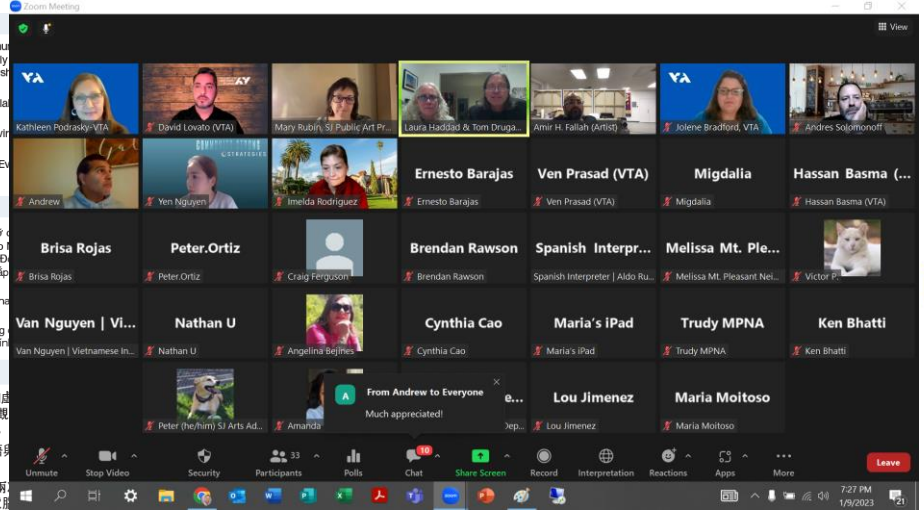 Zoom Meeting
View
VTA
Kathleen Podrasky-VTA
David Lovato (VTA)
Mary Rubin, SJ Public Art Pr...
Laura Haddad & Tom Druga...
Amir H. Fallah (Artist)
VTA
Jolene Bradford, VTA
Andres Solomonoff
Andrew
COMMUNITY STRONG
STRATEGIES
Yen Nguyen
Imelda Rodriguez
Ernesto Barajas
Ernesto Barajas
Ven Prasad (VTA)
Ven Prasad (VTA)
Migdalia
Migdalia
Hassan Basma (...
Hassan Basma (VTA)
Brisa Rojas
Brisa Rojas
Peter.Ortiz
Peter.Ortiz
Craig Ferguson
Brendan Rawson
Brendan Rawson
Spanish Interpr...
Spanish Interpreter | Aldo Ru...
Melissa Mt. Ple...
Melissa Mt. Pleasant Nei...
Victor P.
Van Nguyen | Vi...
Van Nguyen | Vietnamese In...
Nathan U
Nathan U
Angelina Bejines
Cynthia Cao
Cynthia Cao
Maria's iPad
Maria's iPad
Trudy MPNA
Trudy MPNA
Ken Bhatti
Ken Bhatti
Peter (he/him) SJ Arts Ad...
Amanda
A
From Andrew to Everyone
Much appreciated!
e...
Dep...
Lou Jimenez
Lou Jimenez
Maria Moitoso
Maria Moitoso
Unmute
Stop Video
Security
33
Participants
Polls
10
Chat
Share Screen
Record
Interpretation
Reactions
Apps
More
Leave
7:27 PM
1/9/2023
21